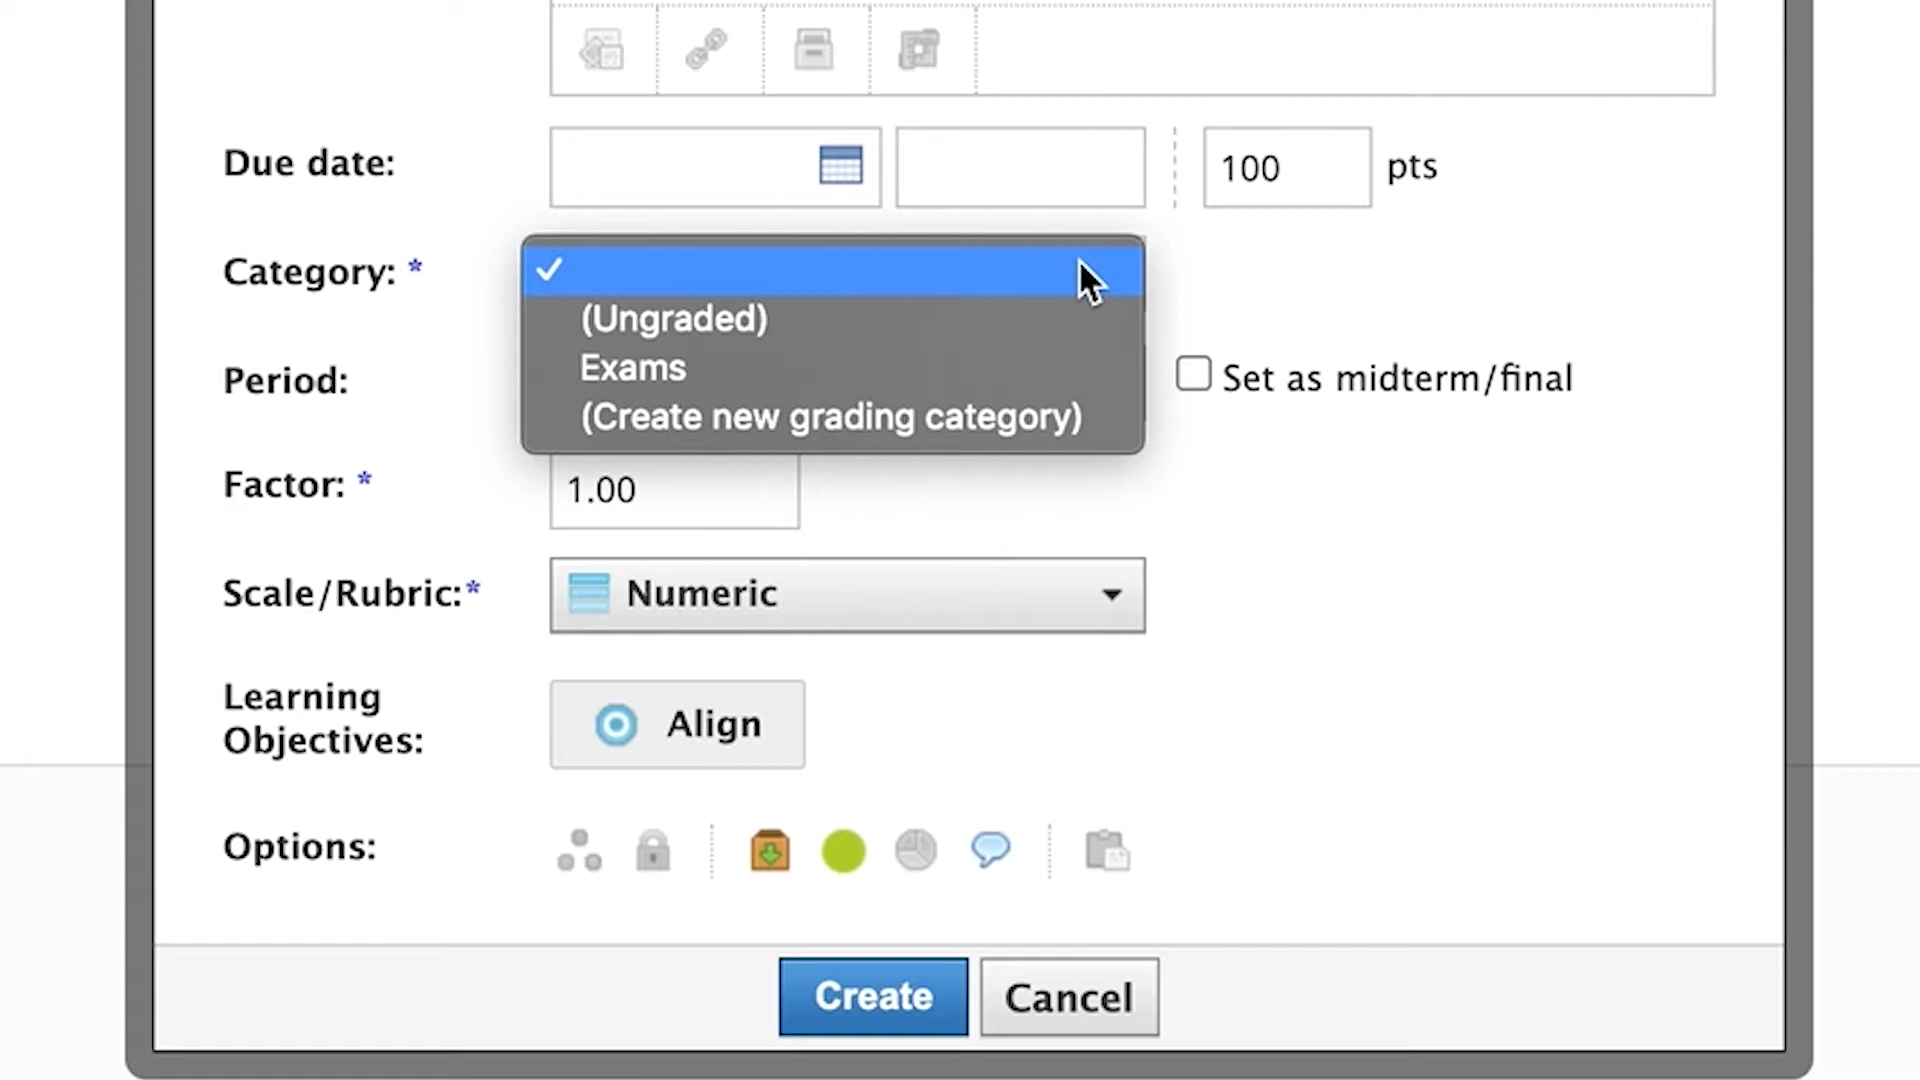 Due date:
100 pts
Category: *
(Ungraded)
Exams
(Create new grading category)
Period:
Set as midterm/final
Factor: *
1.00
Scale/Rubric:*
Numeric
Learning
Objectives:
Align
Options:
Create
Cancel